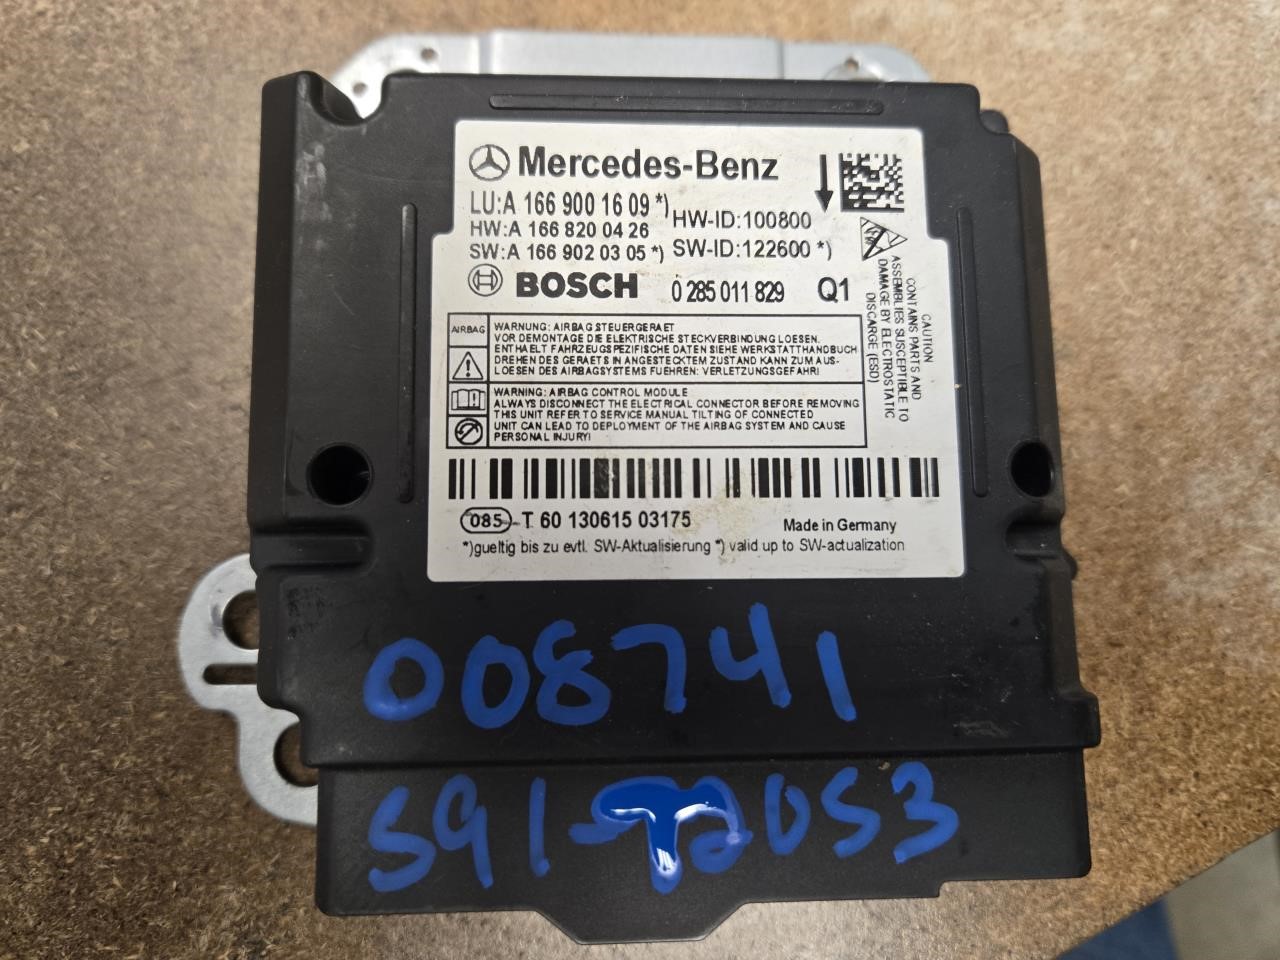 Mercedes-Benz
LU:A 166 900 16 09 *)
HW-ID:100800
HW:A 166 820 04 26
SW:A 166 902 03 05 *)
SW-ID:122600 *)
BOSCH 0 285 011 829 Q1
CAUTION
CONTAINS PARTS AND
ASSEMBLIES SUSCEPTIBLE TO
DAMAGE BY ELECTROSTATIC
DISCHARGE (ESD)
AIRBAG
WARNUNG: AIRBAG STEUERGERAET
VOR DEMONTAGE DIE ELEKTRISCHE STECKVERBINDUNG LOESEN.
ENTHAELT FAHRZEUGSPEZIFISCHE DATEN SIEHE WERKSTATTHANDBUCH
DREHEN DES GERAETS IN ANGESTECKTEM ZUSTAND KANN ZUM AUS-
LOESEN DES AIRBAGSYSTEMS FUEHREN: VERLETZUNGSGEFAHR!
WARNING: AIRBAG CONTROL MODULE
ALWAYS DISCONNECT THE ELECTRICAL CONNECTOR BEFORE REMOVING
THIS UNIT REFER TO SERVICE MANUAL TILTING OF CONNECTED
UNIT CAN LEAD TO DEPLOYMENT OF THE AIRBAG SYSTEM AND CAUSE
PERSONAL INJURY!
085 - T 60 130615 03175
Made in Germany
*)gueltig bis zu evtl. SW-Aktualisierung *) valid up to SW-actualization
008741
591-T2053